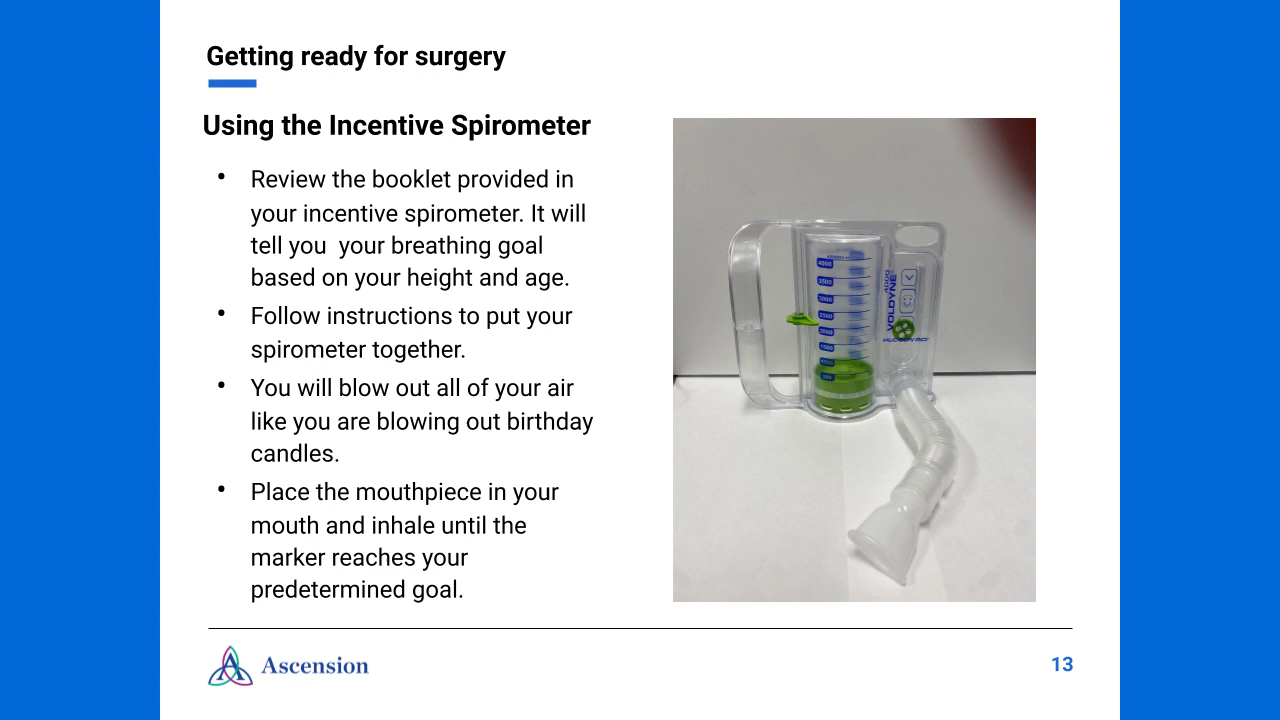 Getting ready for surgery
Using the Incentive Spirometer
• Review the booklet provided in
your incentive spirometer. It will
tell you  your breathing goal
based on your height and age.
• Follow instructions to put your
spirometer together.
• You will blow out all of your air
like you are blowing out birthday
candles.
• Place the mouthpiece in your
mouth and inhale until the
marker reaches your
predetermined goal.
4000
3500
3000
2500
2000
1500
VOLDYNE
4000
HUDSON RCI
Ascension
13